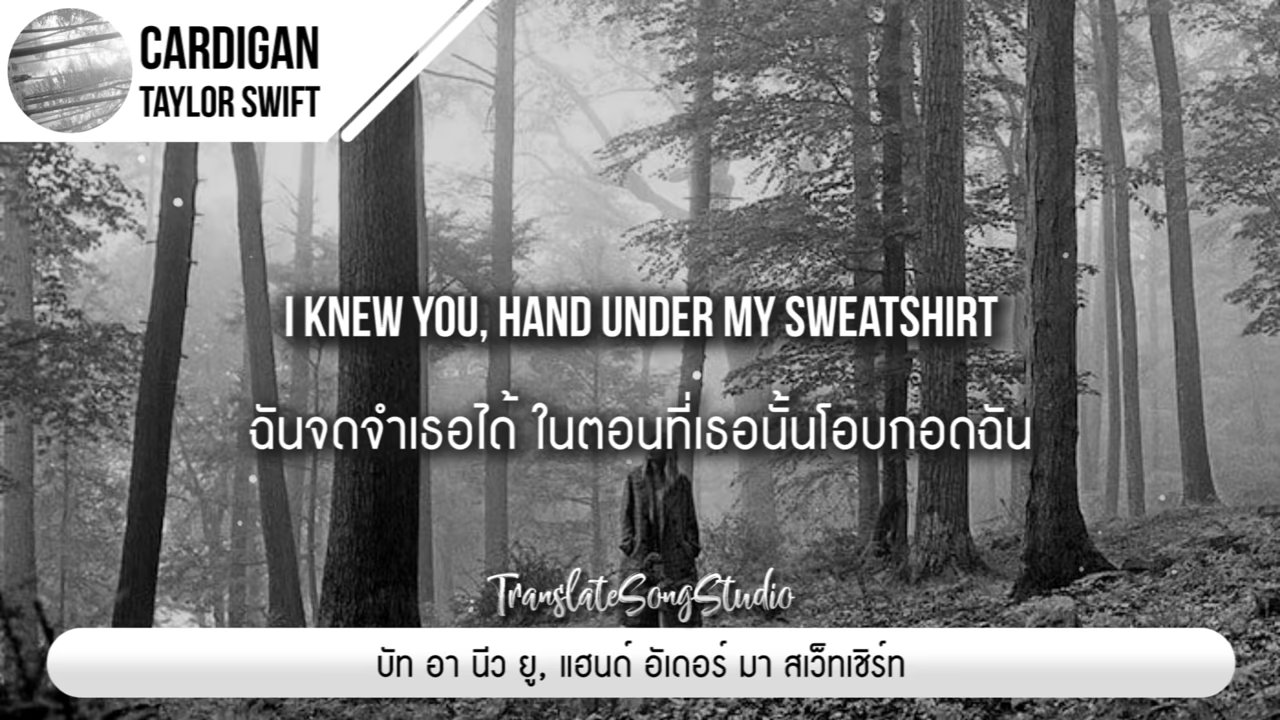 CARDIGAN
TAYLOR SWIFT
I KNEW YOU, HAND UNDER MY SWEATSHIRT
ฉันจดจำเธอได้ ในตอนที่เธอนั้นโอบกอดฉัน
TranslateSongStudio
บัท อา นีว ยู, แฮนด์ อัเดอร์ มา สเว็ทเชิร์ท